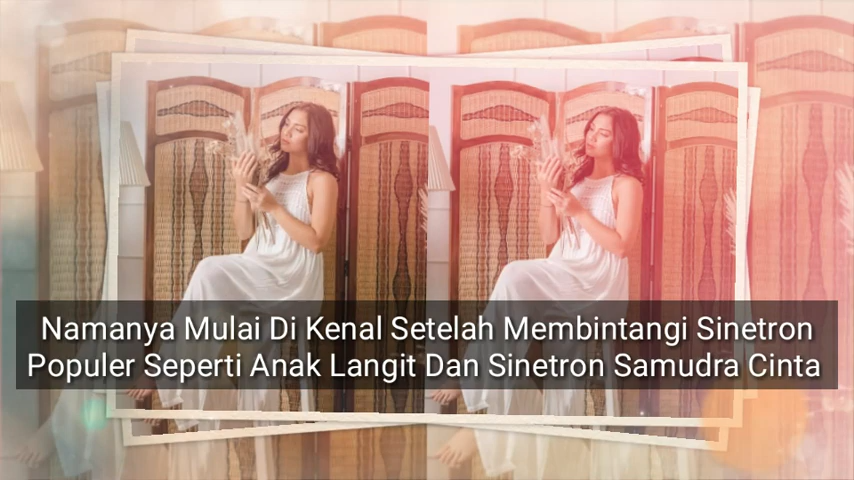 Namanya Mulai Di Kenal Setelah Membintangi Sinetron
Populer Seperti Anak Langit Dan Sinetron Samudra Cinta